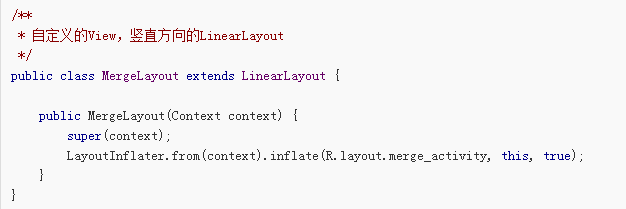 /**
 * 自定义的View，竖直方向的LinearLayout
 */
public class MergeLayout extends LinearLayout {
    public MergeLayout(Context context) {
        super(context);
        LayoutInflater.from(context).inflate(R.layout.merge_activity, this, true);
    }
}